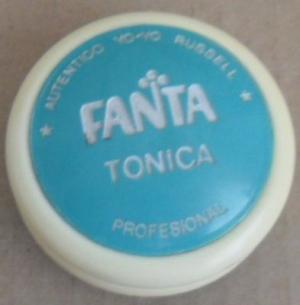 ★ AUTENTICO YO-YO RUSSELL ★
FANTA
TONICA
PROFESIONAL